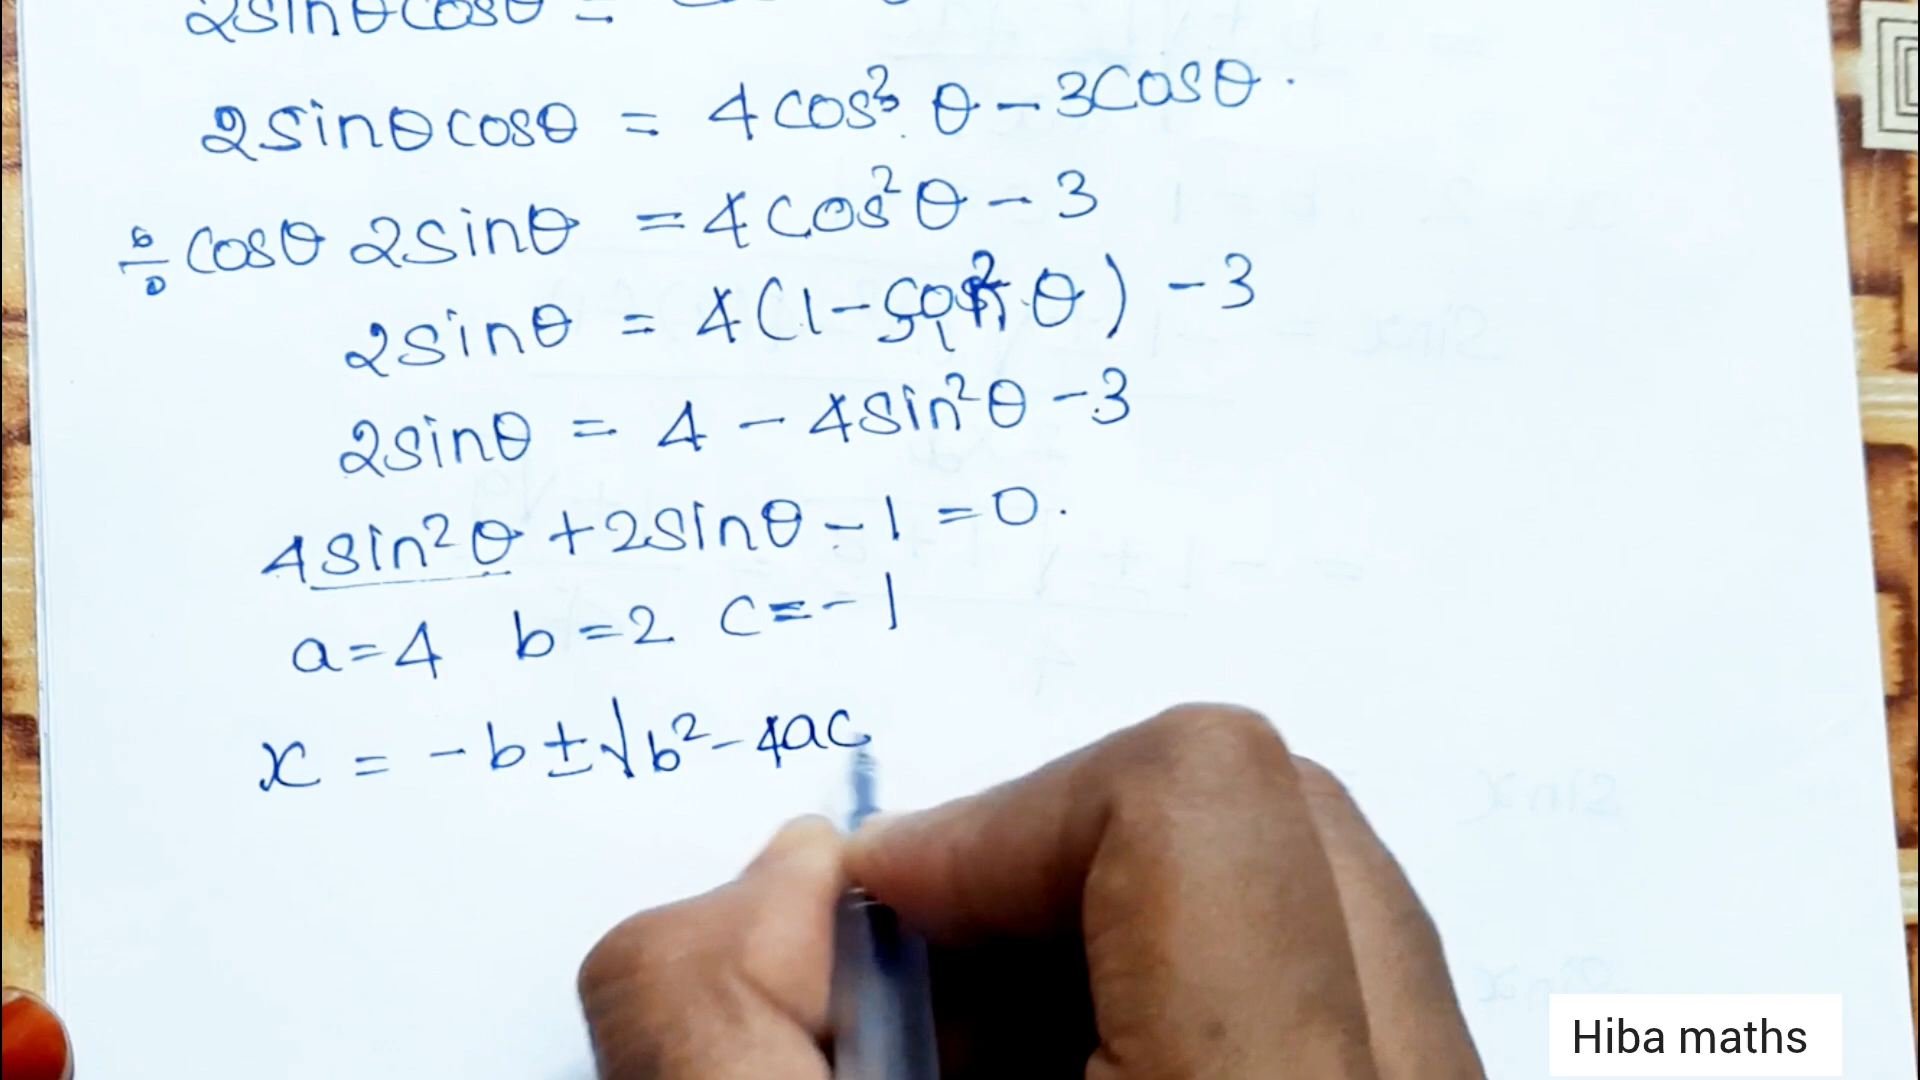 2sinθcosθ =
2sinθcosθ = 4cos³θ-3cosθ.
÷ cosθ 2sinθ = 4cos²θ-3
2sinθ = 4(1-sin²θ)-3
2sinθ = 4-4sin²θ-3
4sin²θ+2sinθ-1=0.
a=4 b=2 c=-1
x = -b±√b²-4ac
Hiba maths